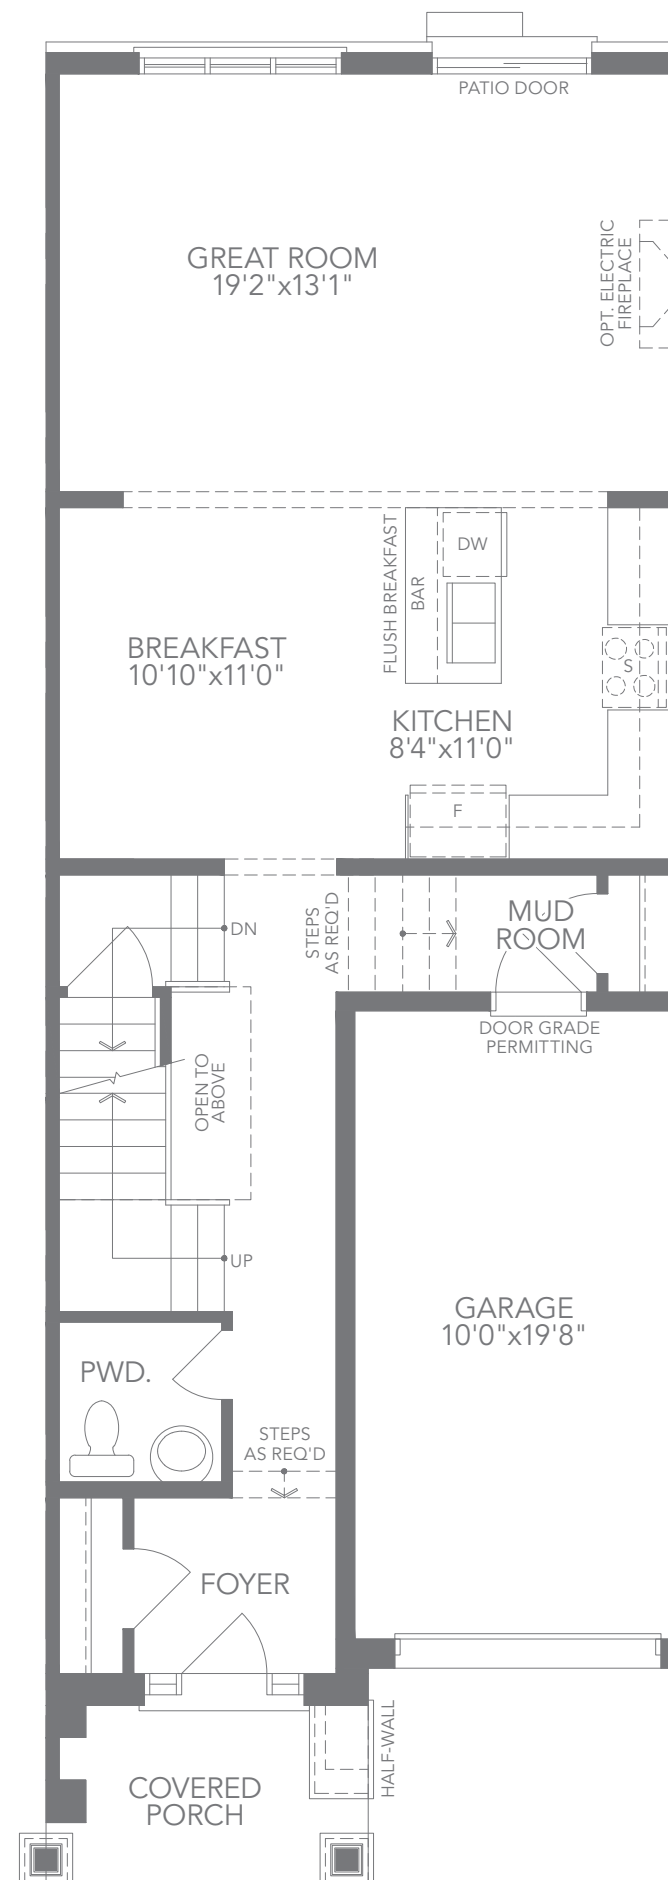 PATIO DOOR
GREAT ROOM
19'2"x13'1"
OPT. ELECTRIC
FIREPLACE
FLUSH BREAKFAST
BAR
DW
BREAKFAST
10'10"x11'0"
S
KITCHEN
8'4"x11'0"
F
DN
STEPS
AS REQ'D
MUD
ROOM
DOOR GRADE
PERMITTING
OPEN TO
ABOVE
UP
GARAGE
10'0"x19'8"
PWD.
STEPS
AS REQ'D
FOYER
HALF-WALL
COVERED
PORCH